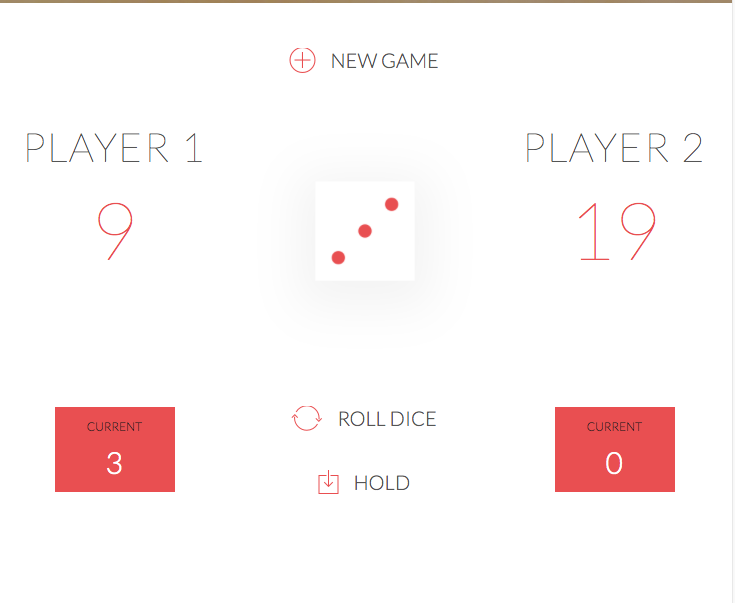 NEW GAME
PLAYER 1
PLAYER 2
9
19
ROLL DICE
CURRENT
3
CURRENT
0
HOLD